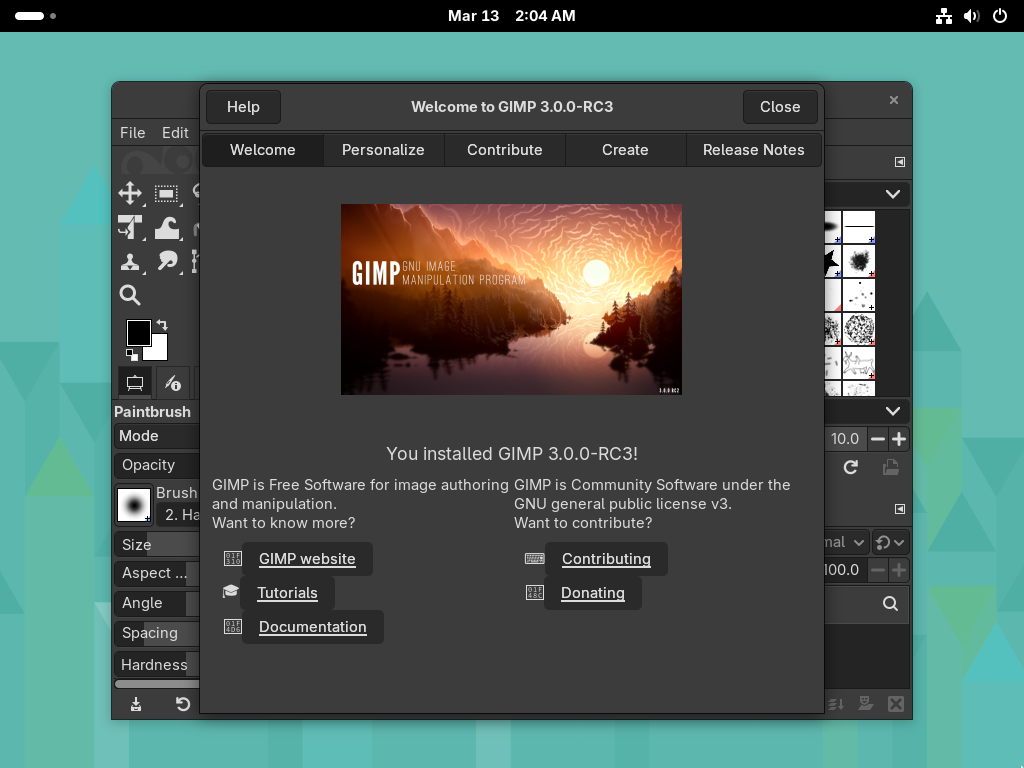 Mar 13 2:04 AM
Help
Welcome to GIMP 3.0.0-RC3
Close
File Edit
Welcome
Personalize
Contribute
Create
Release Notes
GIMP GNU IMAGE
MANIPULATION PROGRAM
3.0.0 RC2
Paintbrush
Mode
Opacity
Brush
2. Ha
Size
Aspect ...
Angle
Spacing
Hardness
10.0
mal
100.0
You installed GIMP 3.0.0-RC3!
GIMP is Free Software for image authoring
and manipulation.
Want to know more?
GIMP website
Tutorials
Documentation
GIMP is Community Software under the
GNU general public license v3.
Want to contribute?
Contributing
Donating